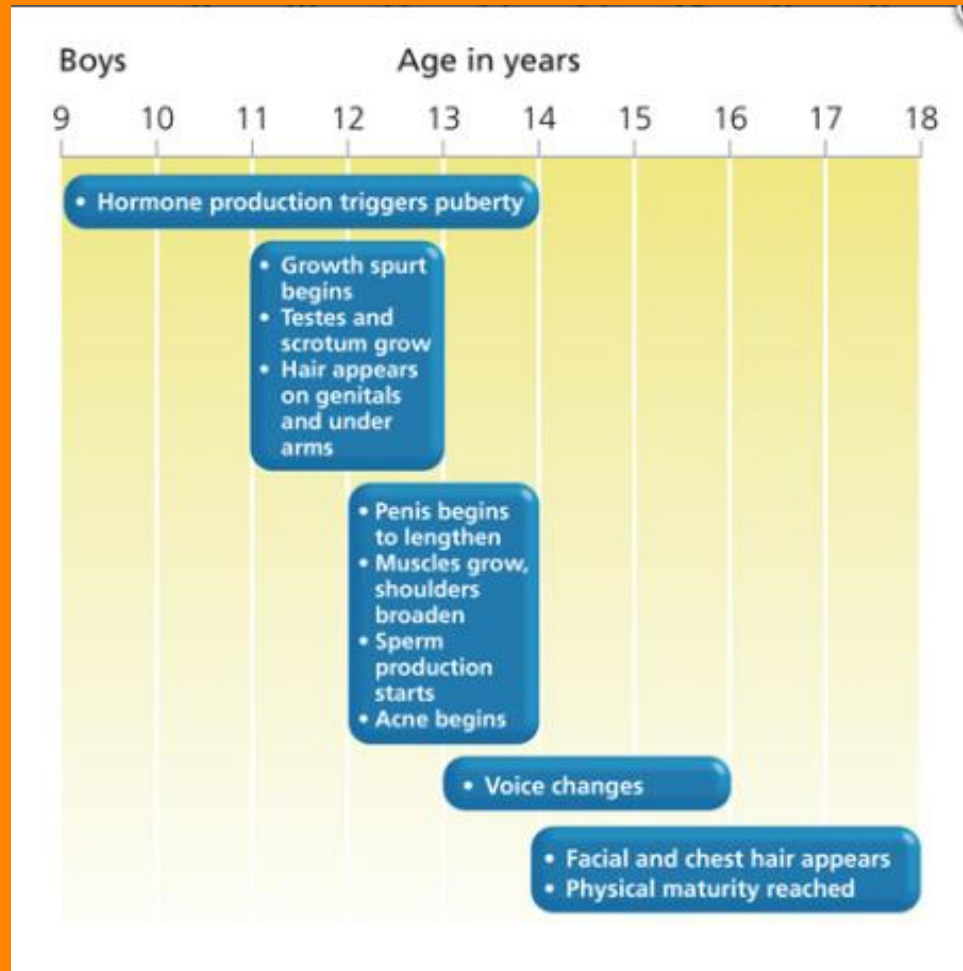 Boys
Age in years
9 10 11 12 13 14 15 16 17 18
• Hormone production triggers puberty
• Growth spurt
begins
• Testes and
scrotum grow
• Hair appears
on genitals
and under
arms
• Penis begins
to lengthen
• Muscles grow,
shoulders
broaden
• Sperm
production
starts
• Acne begins
• Voice changes
• Facial and chest hair appears
• Physical maturity reached